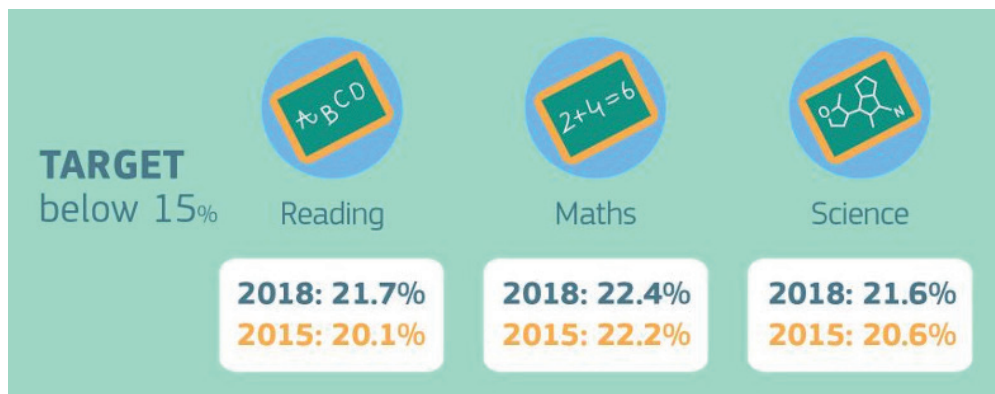 ABCD
2+4=6
O
N
TARGET
below 15%
Reading
Maths
Science
2018: 21.7%
2015: 20.1%
2018: 22.4%
2015: 22.2%
2018: 21.6%
2015: 20.6%